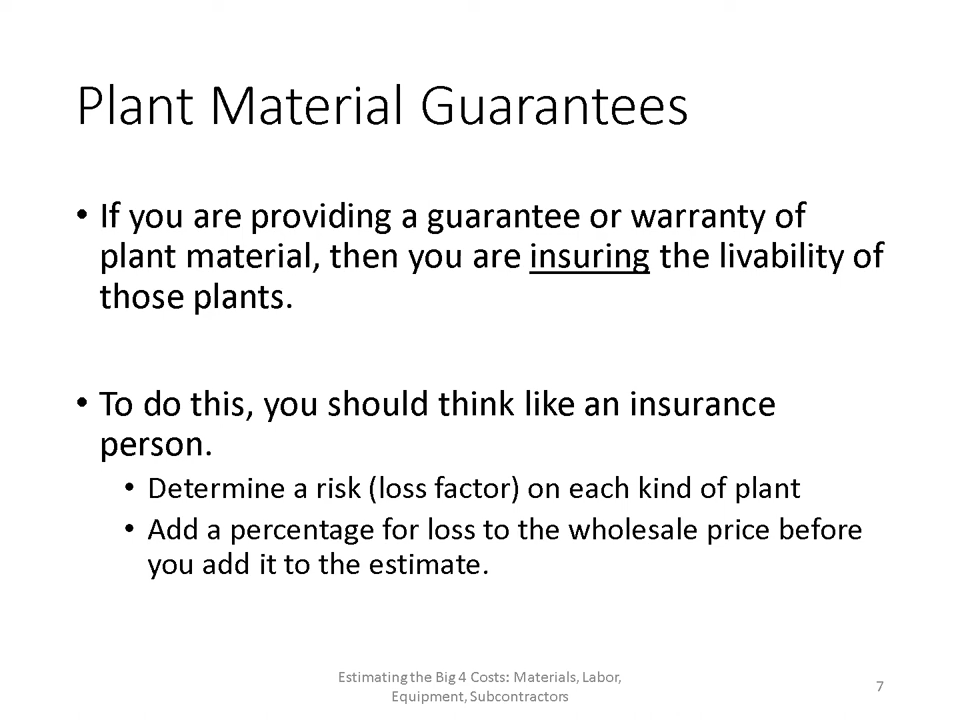 Plant Material Guarantees
• If you are providing a guarantee or warranty of
plant material, then you are insuring the livability of
those plants.
• To do this, you should think like an insurance
person.
• Determine a risk (loss factor) on each kind of plant
• Add a percentage for loss to the wholesale price before
you add it to the estimate.
Estimating the Big 4 Costs: Materials, Labor,
Equipment, Subcontractors
7